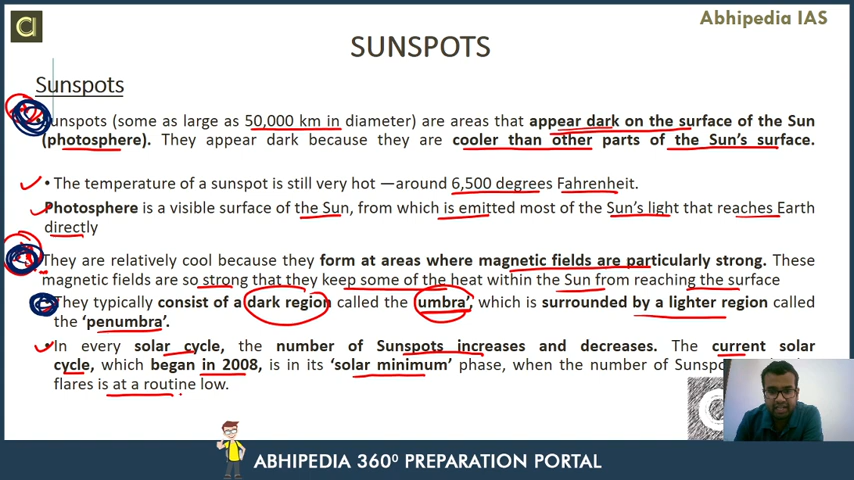 Abhipedia IAS
SUNSPOTS
Sunspots
Sunspots (some as large as 50,000 km in diameter) are areas that appear dark on the surface of the Sun
(photosphere). They appear dark because they are cooler than other parts of the Sun's surface.
• The temperature of a sunspot is still very hot —around 6,500 degrees Fahrenheit.
Photosphere is a visible surface of the Sun, from which is emitted most of the Sun's light that reaches Earth
directly
They are relatively cool because they form at areas where magnetic fields are particularly strong. These
magnetic fields are so strong that they keep some of the heat within the Sun from reaching the surface
They typically consist of a dark region called the 'umbra', which is surrounded by a lighter region called
the 'penumbra'.
• In every solar cycle, the number of Sunspots increases and decreases. The current solar
cycle, which began in 2008, is in its 'solar minimum' phase, when the number of
flares is at a routine low.
ABHIPEDIA 360⁰ PREPARATION PORTAL